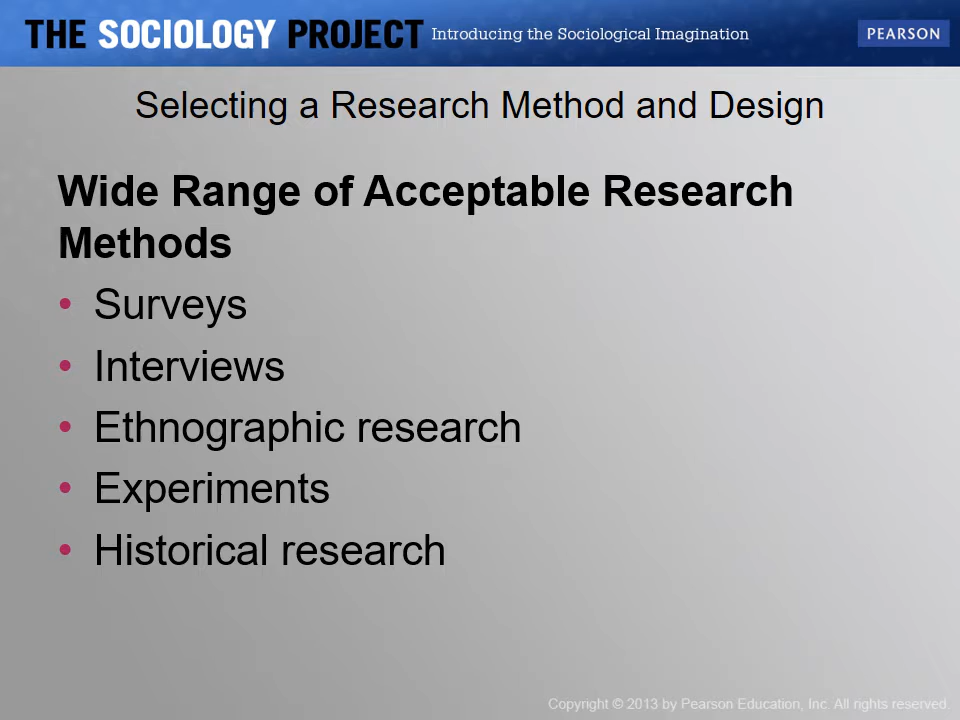 THE SOCIOLOGY PROJECT Introducing the Sociological Imagination PEARSON
Selecting a Research Method and Design
Wide Range of Acceptable Research
Methods
• Surveys
• Interviews
• Ethnographic research
• Experiments
• Historical research
Copyright © 2013 by Pearson Education, Inc. All rights reserved.